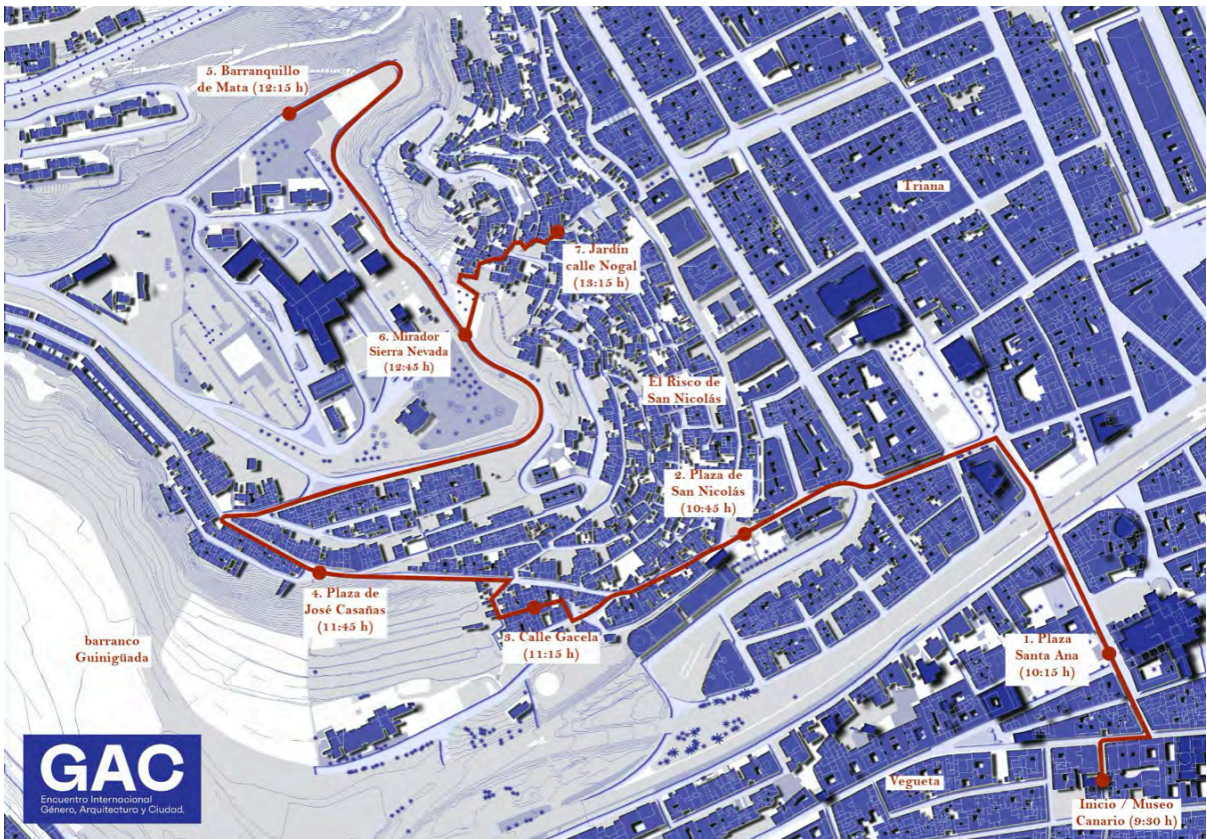 5. Barranquillo
de Mata (12:15 h)
Triana
7. Jardín
calle Nogal
(13:15 h)
6. Mirador
Sierra Nevada
(12:45 h)
El Risco de
San Nicolás
2. Plaza de
San Nicolás
(10:45 h)
4. Plaza de
José Casañas
(11:45 h)
3. Calle Gacela
(11:15 h)
barranco
Guinigüada
1. Plaza
Santa Ana
(10:15 h)
Vegueta
Inicio / Museo
Canario (9:30 h)
GAC
Encuentro Internacional
Género, Arquitectura y Ciudad.